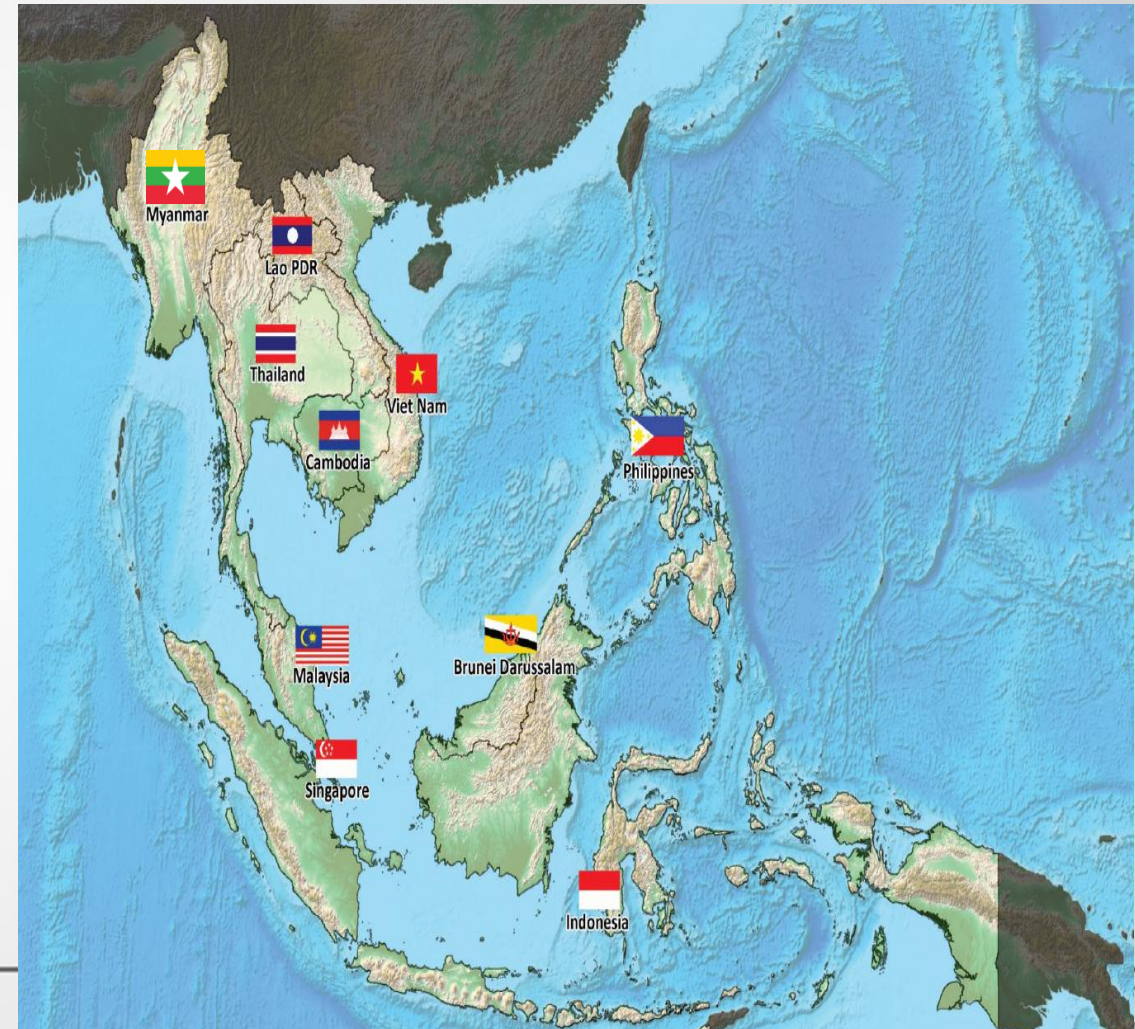 Myanmar
Lao PDR
Thailand
Viet Nam
Cambodia
Philippines
Brunei Darussalam
Malaysia
Singapore
Indonesia